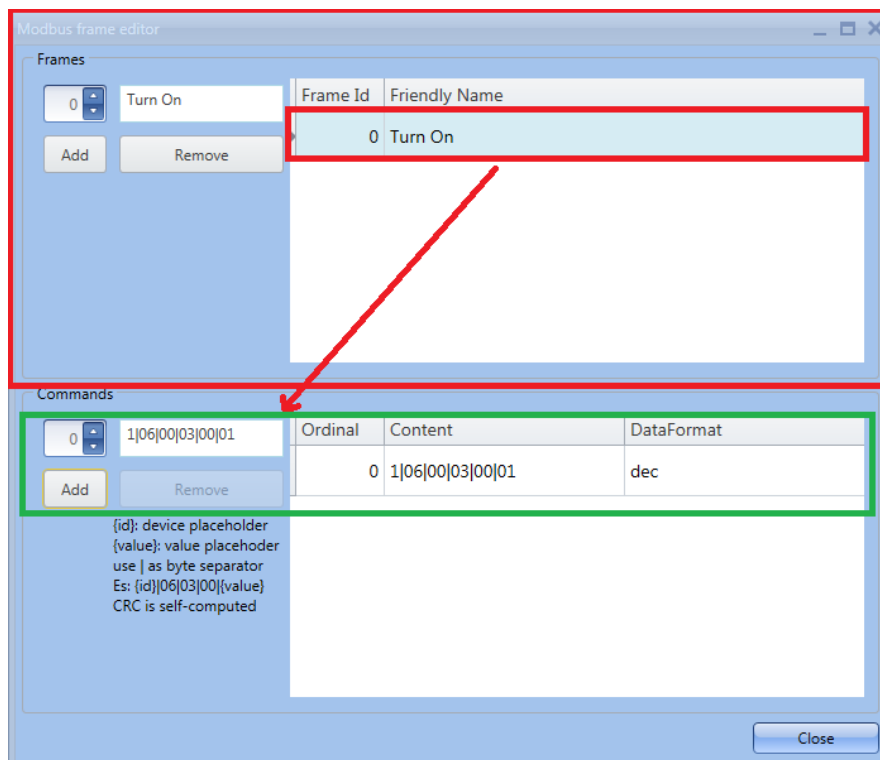 Modbus frame editor
Frames
0 Turn On
Frame Id Friendly Name
0 Turn On
Add Remove
Commands
0 1|06|00|03|00|01
Ordinal Content DataFormat
0 1|06|00|03|00|01 dec
Add Remove
{id}: device placeholder
{value}: value placehoder
use | as byte separator
Es: {id}|06|03|00|{value}
CRC is self-computed
Close